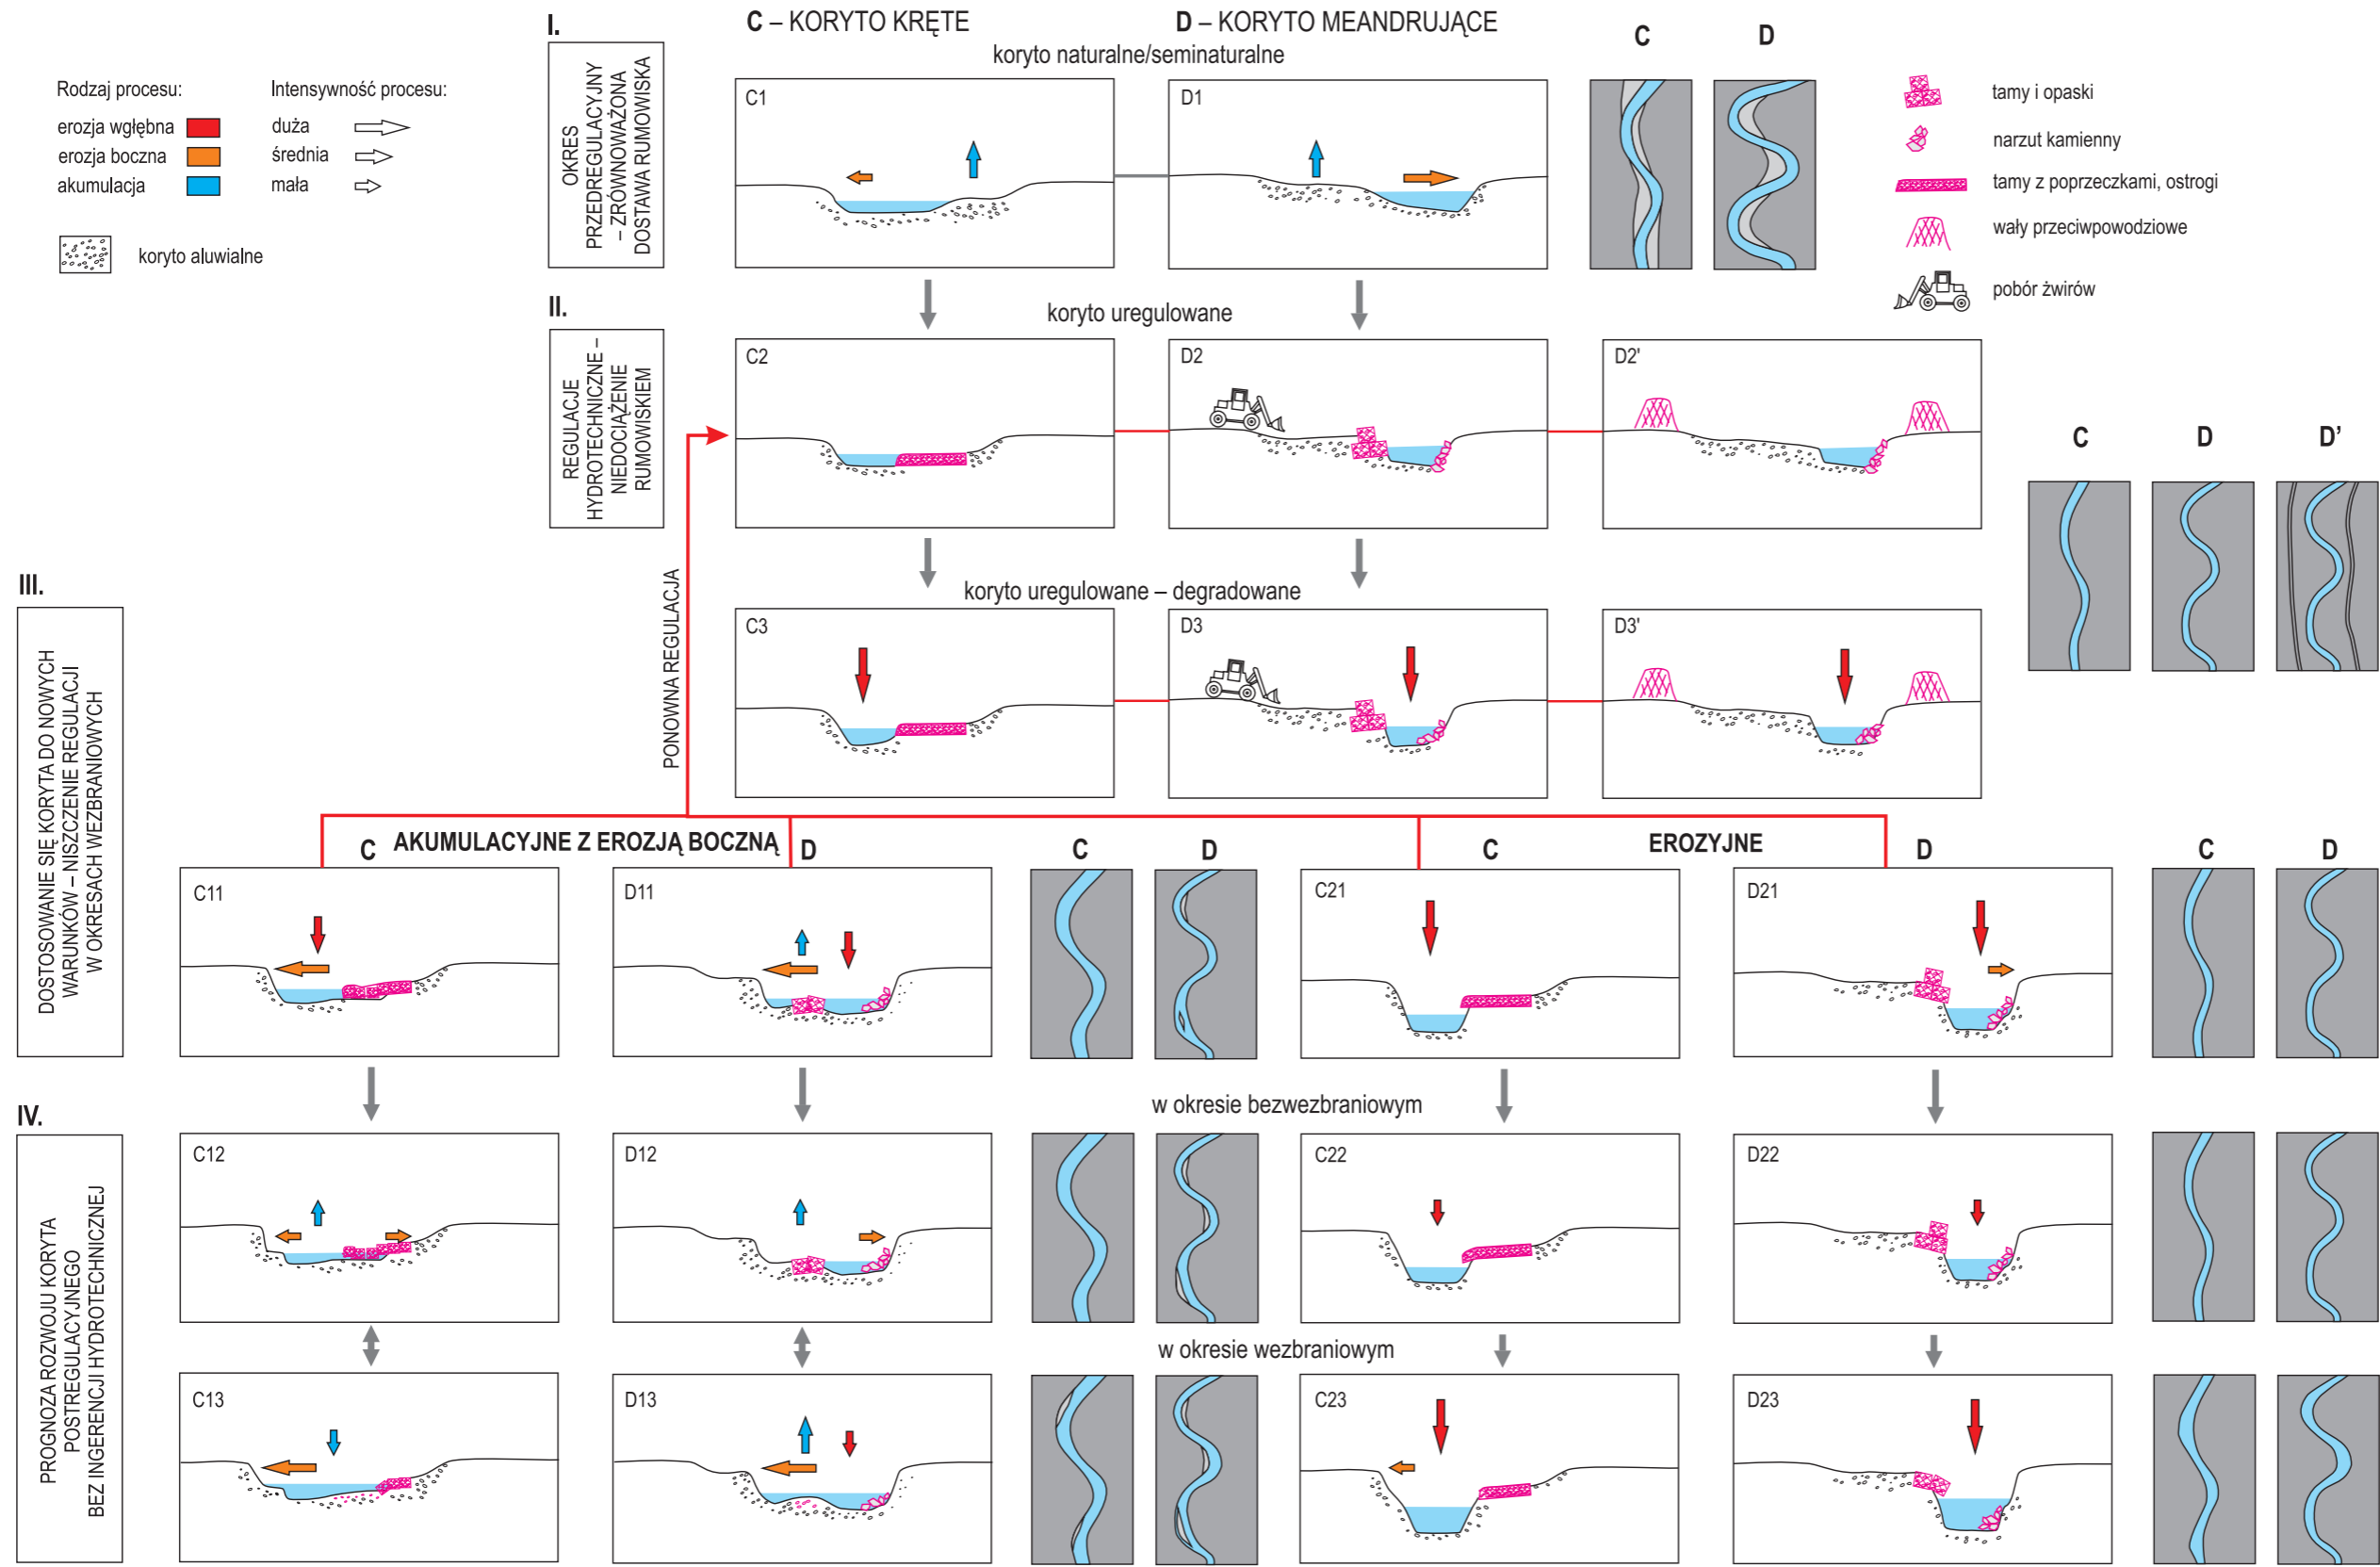 I.
C – KORYTO KRĘTE
D – KORYTO MEANDRUJĄCE
koryto naturalne/seminaturalne
C
D
Rodzaj procesu:
Intensywność procesu:
erozja wgłębna
duża
erozja boczna
średnia
akumulacja
mała
koryto aluwialne
OKRES
PRZEDREGULACYJNY
– ZRÓWNOWAŻONA
DOSTAWA RUMOWISKA
C1
D1
tamy i opaski
narzut kamienny
tamy z poprzeczkami, ostrogi
wały przeciwpowodziowe
pobór żwirów
II.
koryto uregulowane
REGULACJE
HYDROTECHNICZNE –
NIEDOCIĄŻENIE
RUMOWISKIEM
C2
D2
D2'
C
D
D’
koryto uregulowane – degradowane
III.
PONOWNA REGULACJA
C3
D3
D3'
DOSTOSOWANIE SIĘ KORYTA DO NOWYCH
WARUNKÓW – NISZCZENIE REGULACJI
W OKRESACH WEZBRANIOWYCH
C
AKUMULACYJNE Z EROZJĄ BOCZNĄ
D
C
D
C
EROZYJNE
D
C
D
C11
D11
C21
D21
IV.
w okresie bezwezbraniowym
PROGNOZA ROZWOJU KORYTA
POSTREGULACYJNEGO
BEZ INGERENCJI HYDROTECHNICZNEJ
C12
D12
C22
D22
w okresie wezbraniowym
C13
D13
C23
D23